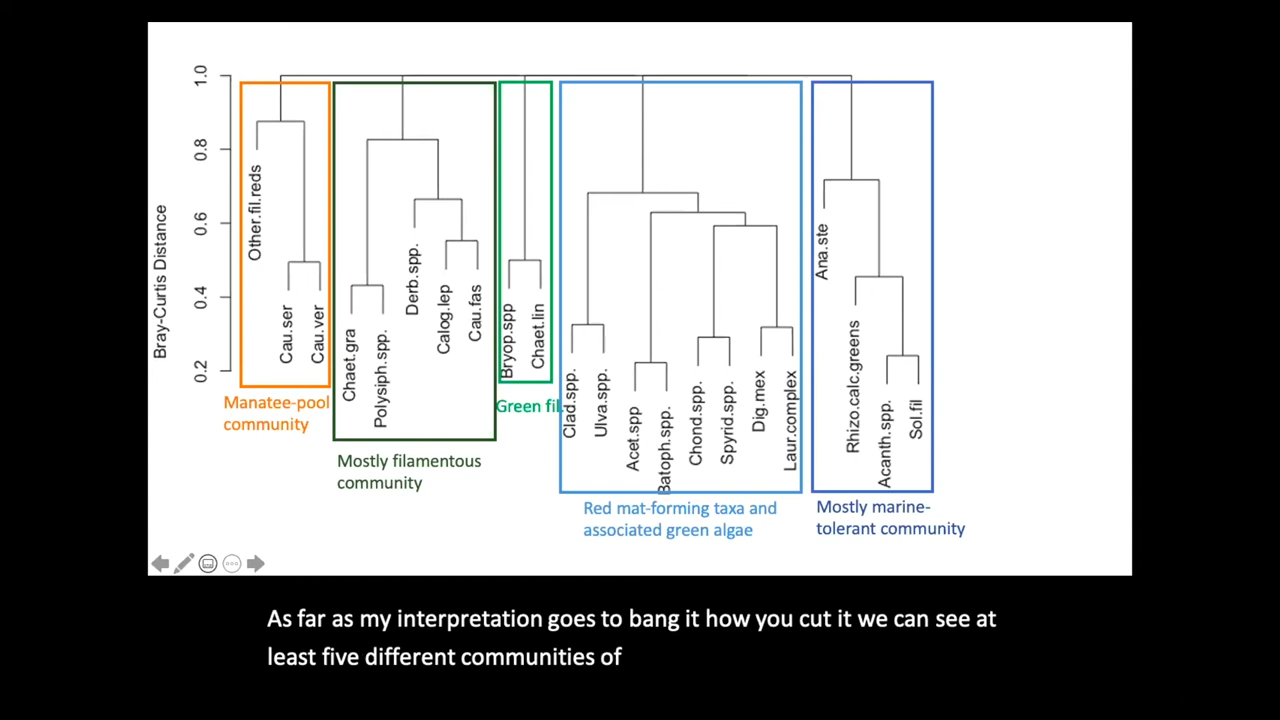 Bray-Curtis Distance
1.0
0.8
0.6
0.4
0.2
Other.fil.reds
Cau.ser
Cau.ver
Chaet.gra
Polysiph.spp.
Derb.spp.
Calog.lep
Cau.fas
Bryop.spp
Chaet.lin
Clad.spp.
Ulva.spp.
Acet.spp
Batoph.spp.
Chond.spp.
Spyrid.spp.
Dig.mex
Laur.complex
Ana.ste
Rhizo.calc.greens
Acanth.spp.
Sol.fil
Manatee-pool
community
Mostly filamentous
community
Green fil.
Red mat-forming taxa and
associated green algae
Mostly marine-
tolerant community
As far as my interpretation goes to bang it how you cut it we can see at
least five different communities of